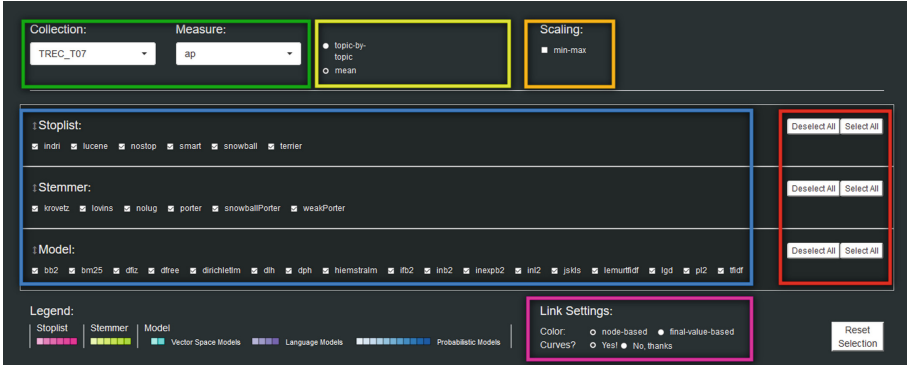 Collection: Measure: Scaling:
TREC_T07 ap topic-by-topic min-max
mean
Stoplist: Deselect All Select All
indri lucene nostop smart snowball terrier
Stemmer: Deselect All Select All
krovetz lovins nolug porter snowballPorter weakPorter
Model: Deselect All Select All
bb2 bm25 dfiz dfree dirichletlm dlh dph hiemstralm ifb2 inb2 inexpb2 inl2 jskls lemurtfidf lgd pl2 tfidf
Legend: Link Settings:
Stoplist Stemmer Model
Vector Space Models Language Models Probabilistic Models
Color: node-based final-value-based
Curves? Yes! No, thanks
Reset
Selection